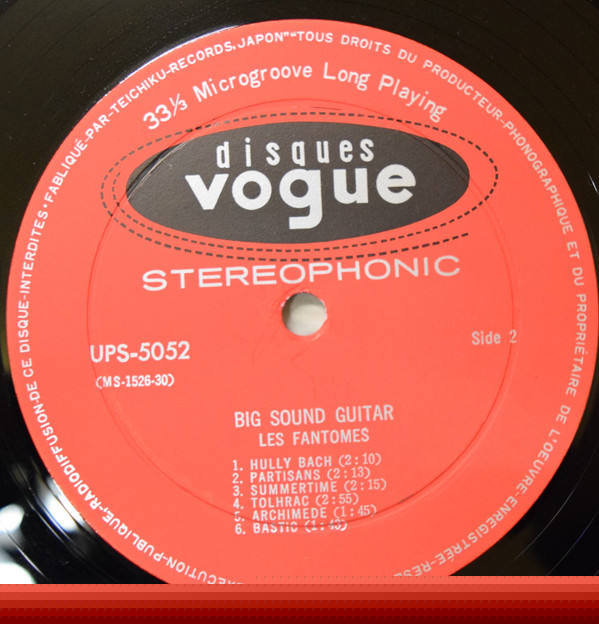 FABLIQUÉ-PAR-TEICHIKU-RECORDS, JAPON""TOUS DROITS DU PRODUCTEUR-PHONOGRAPHIQUE ET DU PROPRIÉTAIRE DE L'OEUVRE-ENREGISTRÉE-RESE
EXECUTION-PUBLIQUE, RADIODIFFUSION-DE CE DISQUE-INTERDITES
33⅓ Microgroove Long Playing
disques
vogue
STEREOPHONIC
UPS-5052
Side 2
(MS-1526-30)
BIG SOUND GUITAR
LES FANTOMES
1. HULLY BACH (2:10)
2. PARTISANS (2:13)
3. SUMMERTIME (2:15)
4. TOLHRAC (2:55)
5. ARCHIMEDE (1:45)
6. BASTIC